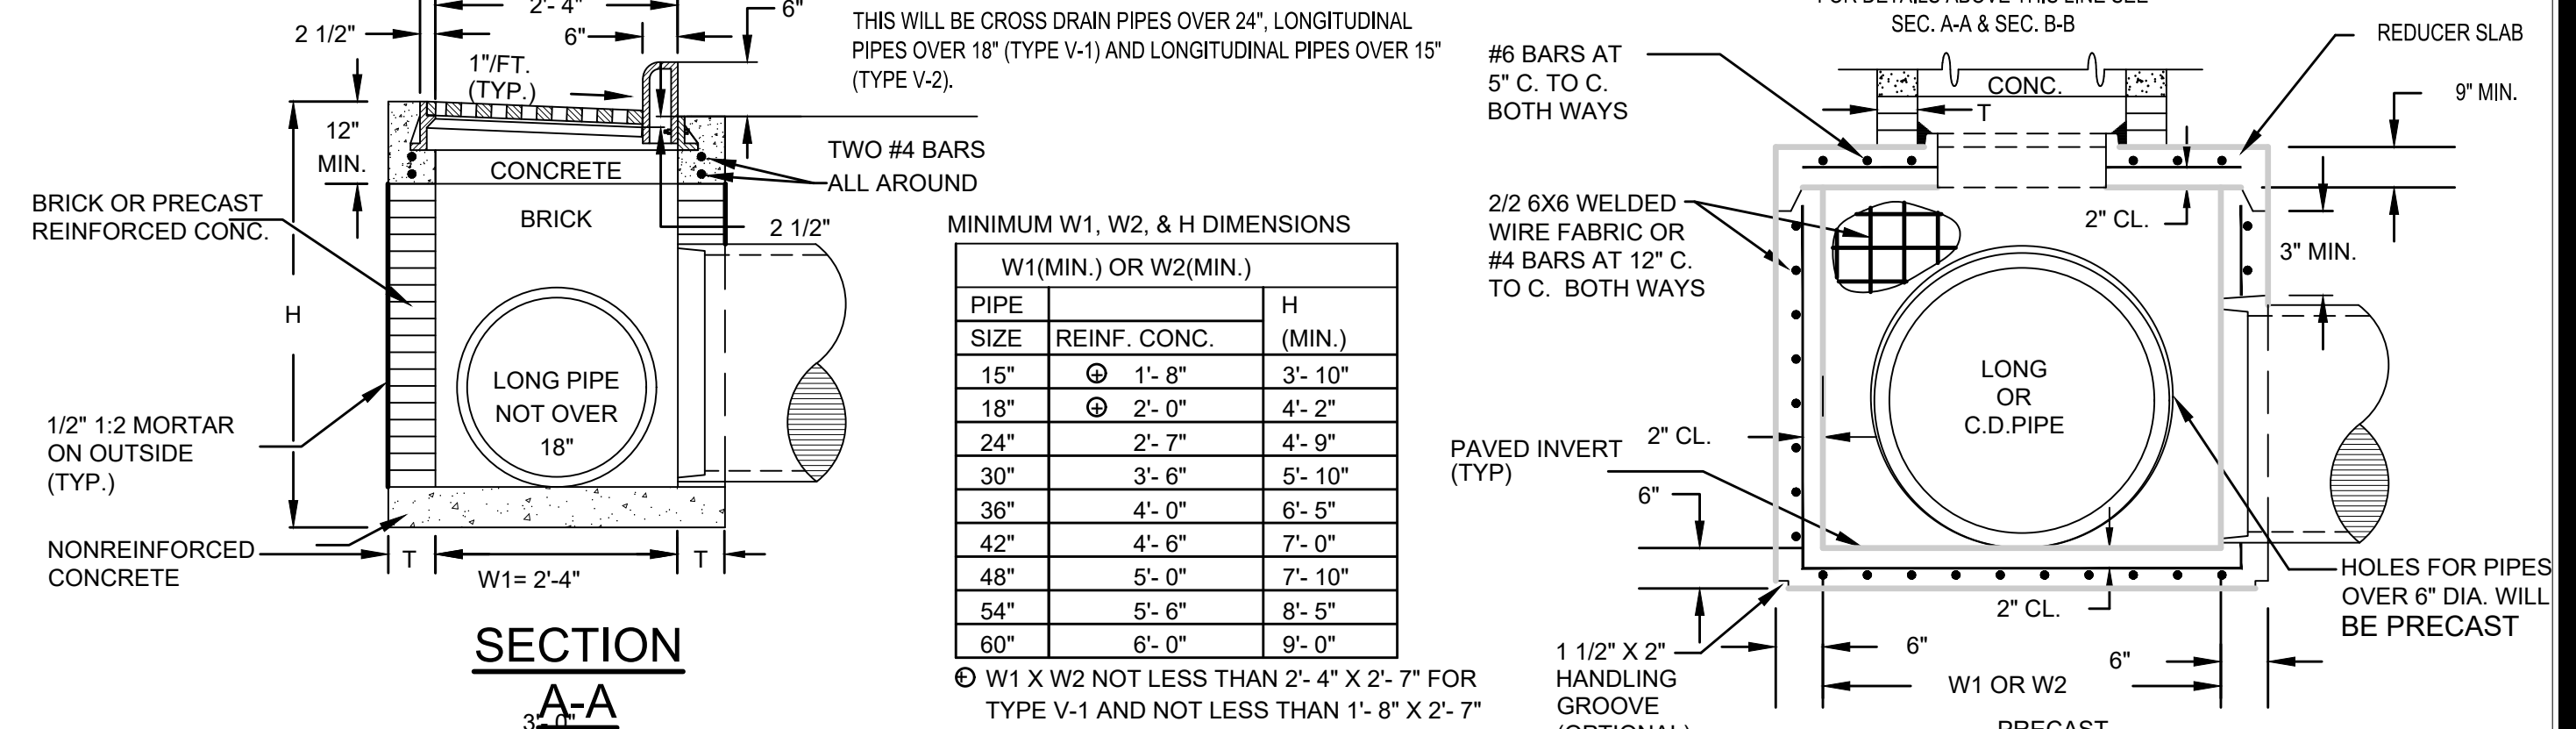 2'- 4"
6"
2 1/2"
6"
1"/FT.
(TYP.)
12"
MIN.
CONCRETE
BRICK
TWO #4 BARS
ALL AROUND
2 1/2"
BRICK OR PRECAST
REINFORCED CONC.
H
LONG PIPE
NOT OVER
18"
1/2" 1:2 MORTAR
ON OUTSIDE
(TYP.)
NONREINFORCED
CONCRETE
T
W1= 2'-4"
T
SECTION
A-A
3'- 0"
THIS WILL BE CROSS DRAIN PIPES OVER 24", LONGITUDINAL
PIPES OVER 18" (TYPE V-1) AND LONGITUDINAL PIPES OVER 15"
(TYPE V-2).
MINIMUM W1, W2, & H DIMENSIONS
W1(MIN.) OR W2(MIN.)
PIPE H
SIZE REINF. CONC. (MIN.)
15" ⊕ 1'- 8" 3'- 10"
18" ⊕ 2'- 0" 4'- 2"
24" 2'- 7" 4'- 9"
30" 3'- 6" 5'- 10"
36" 4'- 0" 6'- 5"
42" 4'- 6" 7'- 0"
48" 5'- 0" 7'- 10"
54" 5'- 6" 8'- 5"
60" 6'- 0" 9'- 0"
⊕ W1 X W2 NOT LESS THAN 2'- 4" X 2'- 7" FOR
TYPE V-1 AND NOT LESS THAN 1'- 8" X 2'- 7"
FOR DETAILS ABOVE THIS LINE SEE
SEC. A-A & SEC. B-B
REDUCER SLAB
#6 BARS AT
5" C. TO C.
BOTH WAYS
CONC.
T
9" MIN.
2/2 6X6 WELDED
WIRE FABRIC OR
#4 BARS AT 12" C.
TO C. BOTH WAYS
2" CL.
3" MIN.
LONG
OR
C.D.PIPE
PAVED INVERT
(TYP)
2" CL.
6"
HOLES FOR PIPES
OVER 6" DIA. WILL
BE PRECAST
2" CL.
1 1/2" X 2"
HANDLING
GROOVE
(OPTIONAL)
6"
6"
W1 OR W2
PRECAST